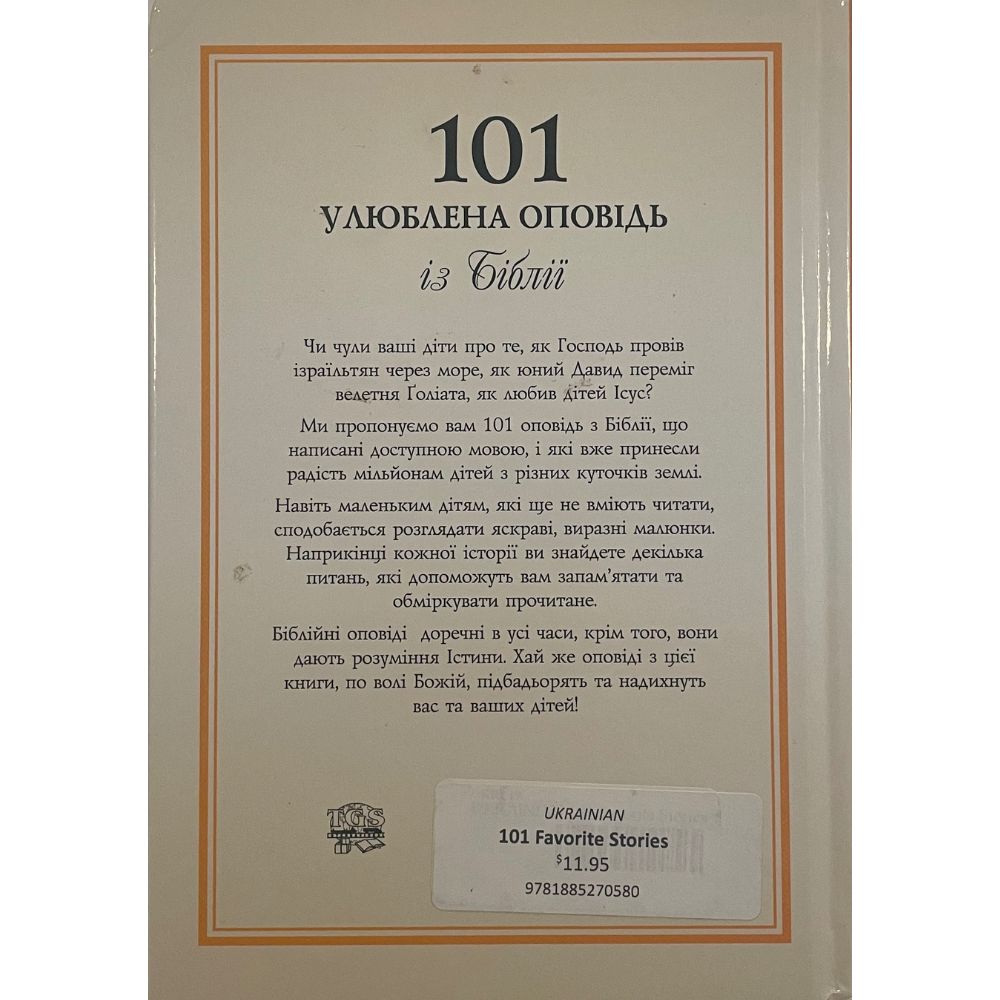 101
УЛЮБЛЕНА ОПОВІДЬ
із Біблії
Чи чули ваші діти про те, як Господь провів
ізраїльтян через море, як юний Давид переміг
велетня Ґоліата, як любив дітей Ісус?
Ми пропонуємо вам 101 оповідь з Біблії, що
написані доступною мовою, і які вже принесли
радість мільйонам дітей з різних куточків землі.
Навіть маленьким дітям, які ще не вміють читати,
сподобається розглядати яскраві, виразні малюнки.
Наприкінці кожної історії ви знайдете декілька
питань, які допоможуть вам запам'ятати та
обміркувати прочитане.
Біблійні оповіді доречні в усі часи, крім того, вони
дають розуміння Істини. Хай же оповіді з цієї
книги, по волі Божій, підбадьорять та надихнуть
вас та ваших дітей!
TGS
UKRAINIAN
101 Favorite Stories
$11.95
9781885270580